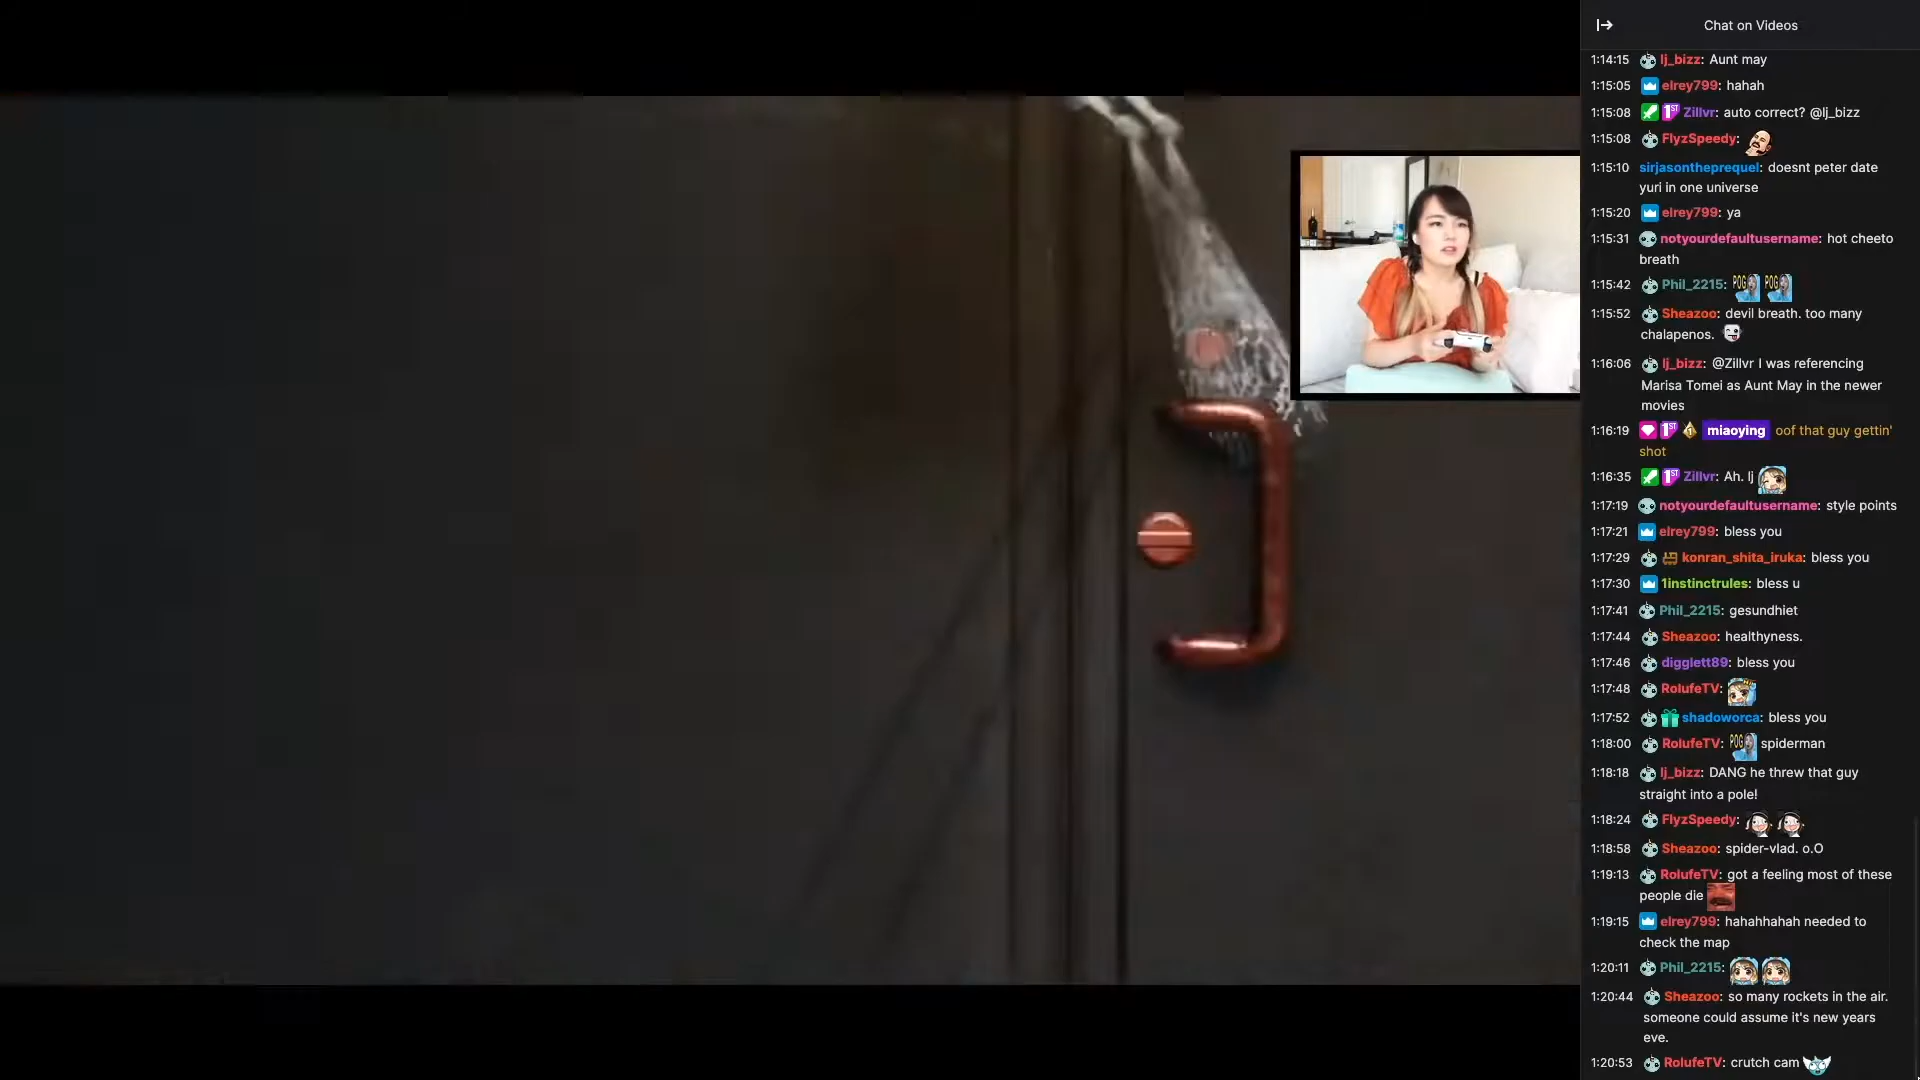 Chat on Videos
1:14:15 lj_bizz: Aunt may
1:15:05 elrey799: hahah
1:15:08 Zillvr: auto correct? @lj_bizz
1:15:08 FlyzSpeedy:
1:15:10 sirjasontheprequel: doesnt peter date
yuri in one universe
1:15:20 elrey799: ya
1:15:31 notyourdefaultusername: hot cheeto
breath
1:15:42 Phil_2215: POG POG
1:15:52 Sheazoo: devil breath. too many
chalapenos.
1:16:06 lj_bizz: @Zillvr I was referencing
Marisa Tomei as Aunt May in the newer
movies
1:16:19 miaoying oof that guy gettin'
shot
1:16:35 Zillvr: Ah. lj
1:17:19 notyourdefaultusername: style points
1:17:21 elrey799: bless you
1:17:29 konran_shita_iruka: bless you
1:17:30 1instinctrules: bless u
1:17:41 Phil_2215: gesundhiet
1:17:44 Sheazoo: healthyness.
1:17:46 digglett89: bless you
1:17:48 RolufeTV:
1:17:52 shadoworca: bless you
1:18:00 RolufeTV: POG spiderman
1:18:18 lj_bizz: DANG he threw that guy
straight into a pole!
1:18:24 FlyzSpeedy:
1:18:58 Sheazoo: spider-vlad. o.O
1:19:13 RolufeTV: got a feeling most of these
people die
1:19:15 elrey799: hahahhahah needed to
check the map
1:20:11 Phil_2215:
1:20:44 Sheazoo: so many rockets in the air.
someone could assume it's new years
eve.
1:20:53 RolufeTV: crutch cam